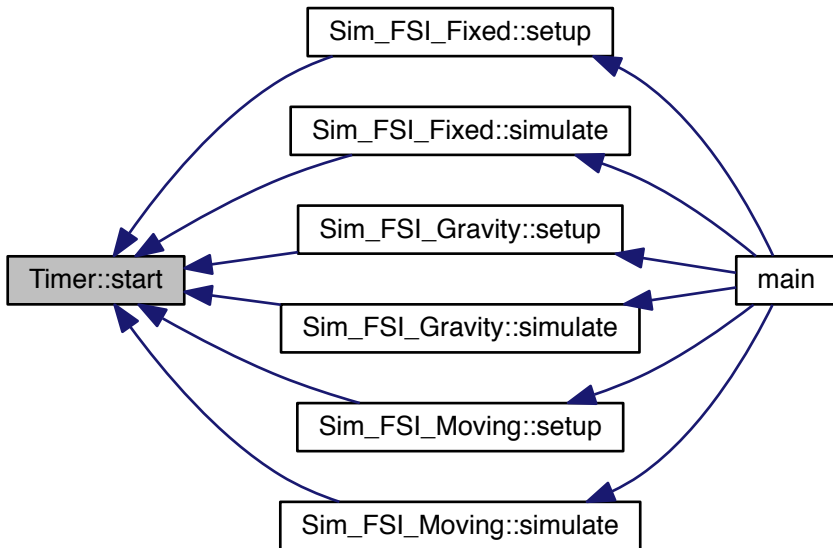 Sim_FSI_Fixed::setup
Sim_FSI_Fixed::simulate
Sim_FSI_Gravity::setup
Timer::start
main
Sim_FSI_Gravity::simulate
Sim_FSI_Moving::setup
Sim_FSI_Moving::simulate